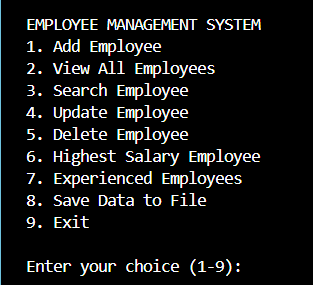 EMPLOYEE MANAGEMENT SYSTEM
1. Add Employee
2. View All Employees
3. Search Employee
4. Update Employee
5. Delete Employee
6. Highest Salary Employee
7. Experienced Employees
8. Save Data to File
9. Exit
Enter your choice (1-9):